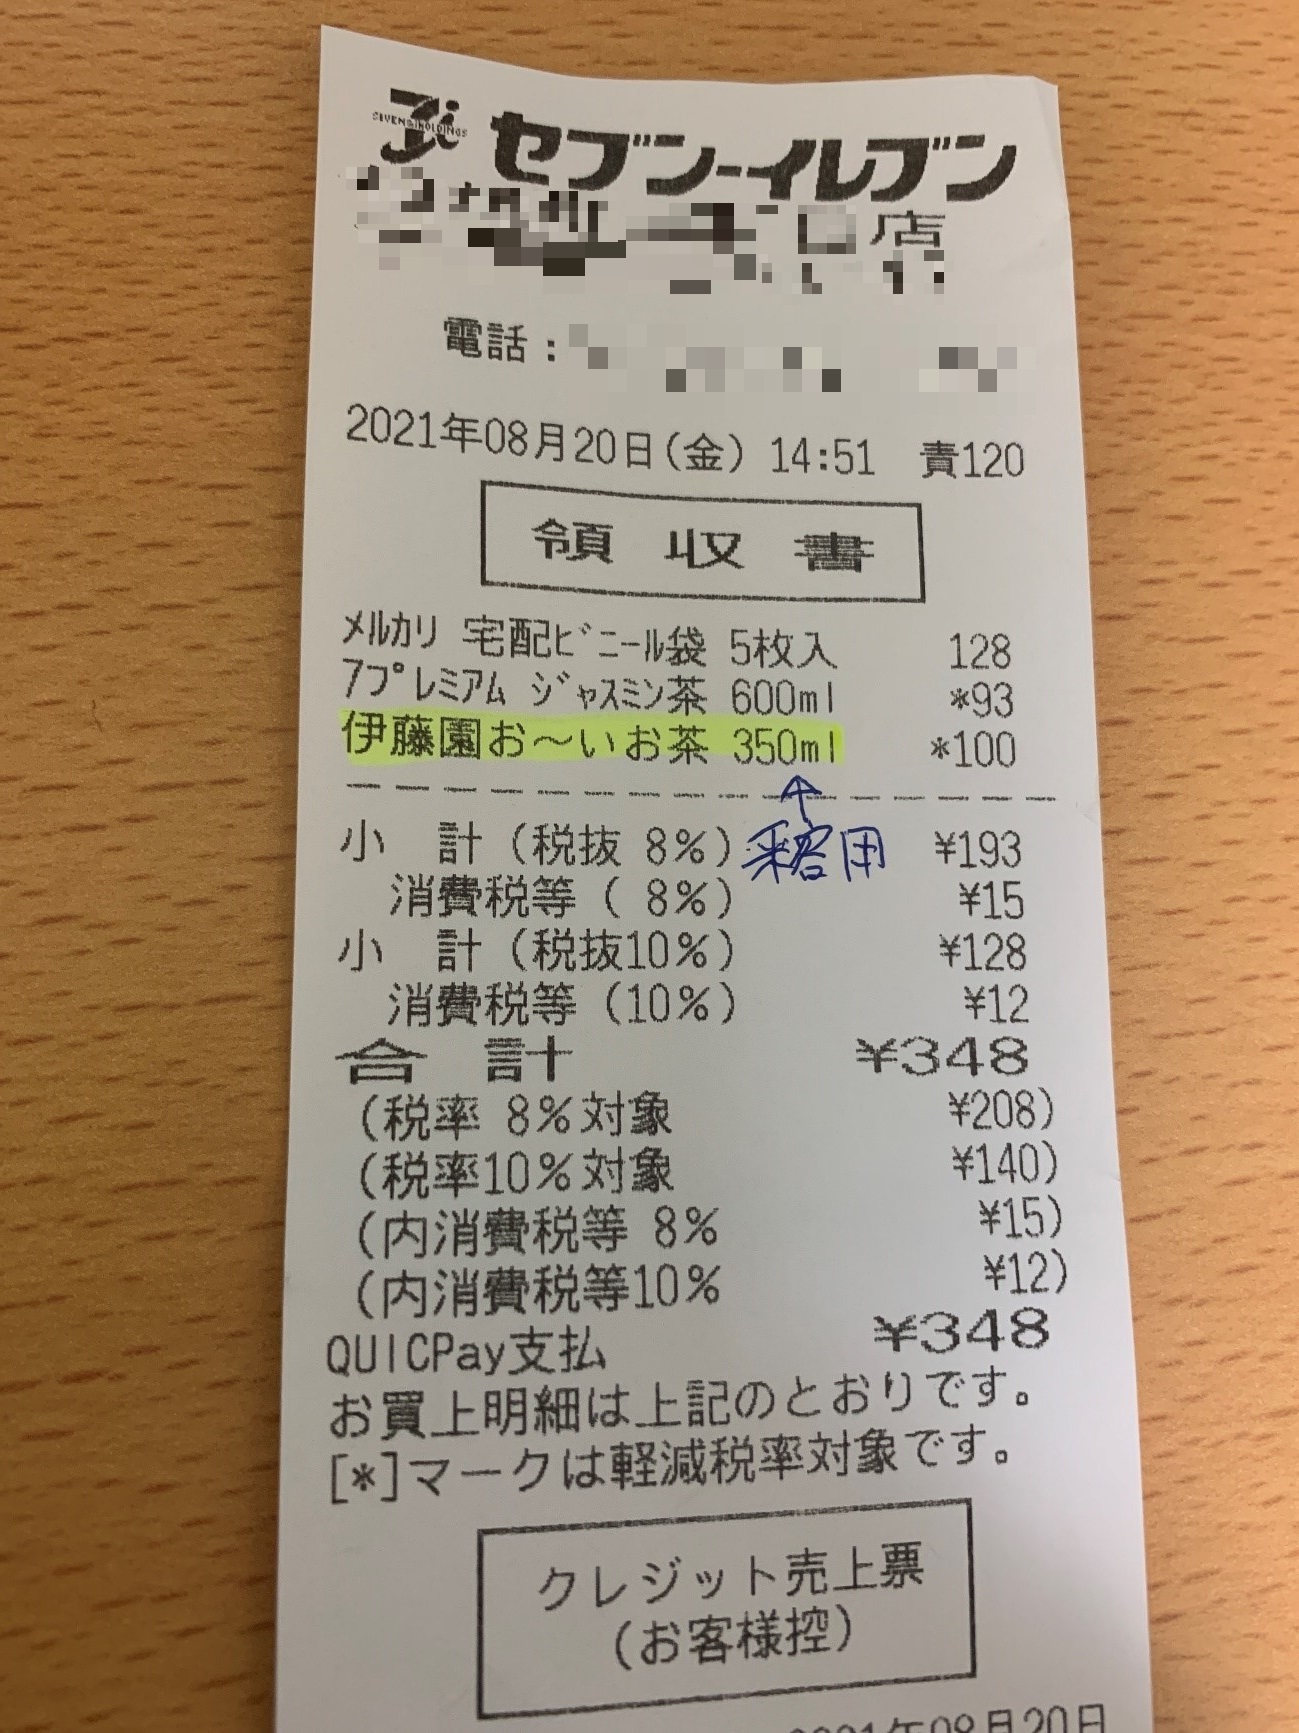 SEVEN&i HOLDINGS
セブン-イレブン
店
電話：
2021年08月20日(金) 14:51 責120
領収書
メルカリ 宅配ビニール袋 5枚入 128
7プレミアム ジャスミン茶 600ml *93
伊藤園お～いお茶 350ml *100
↑
来客用
小 計(税抜 8%) ¥193
消費税等( 8%) ¥15
小 計(税抜10%) ¥128
消費税等(10%) ¥12
合 計 ¥348
(税率 8%対象 ¥208)
(税率10%対象 ¥140)
(内消費税等 8% ¥15)
(内消費税等10% ¥12)
QUICPay支払 ¥348
お買上明細は上記のとおりです。
[*]マークは軽減税率対象です。
クレジット売上票
(お客様控)
2021年08月20日